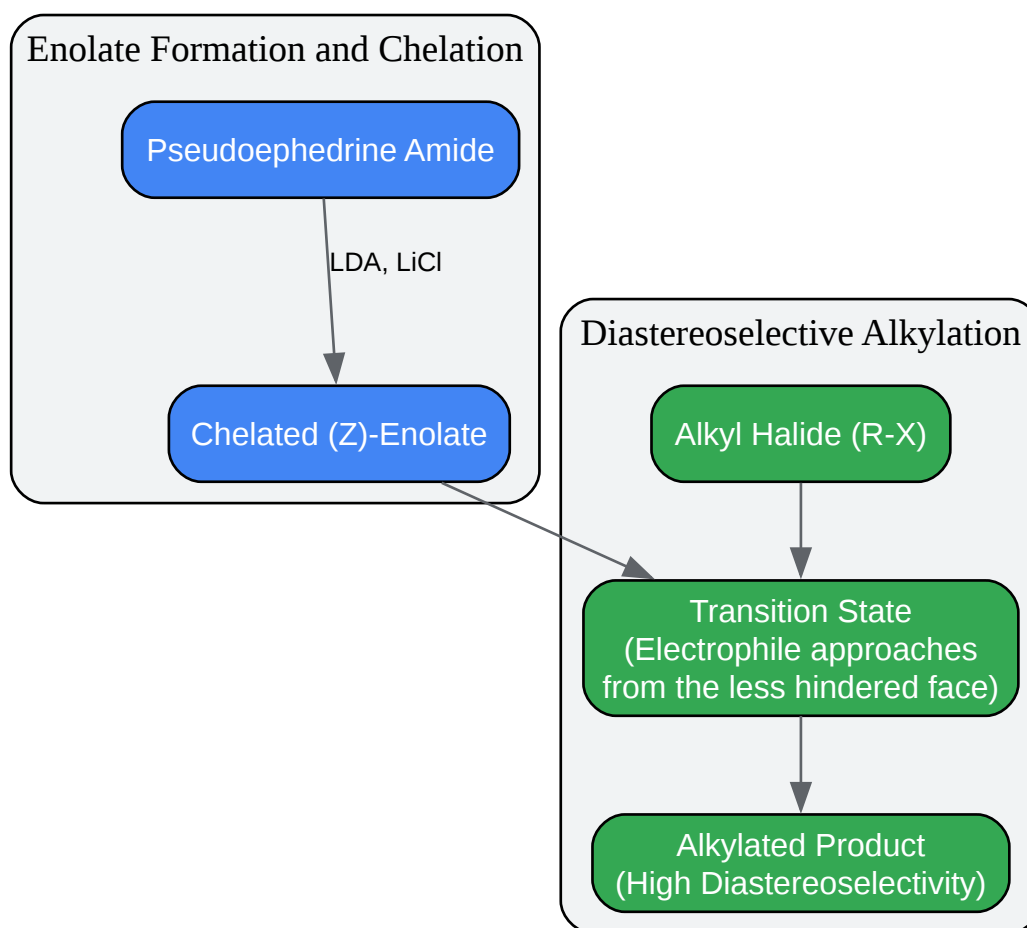 Enolate Formation and Chelation
Pseudoephedrine Amide
LDA, LiCl
Chelated (Z)-Enolate
Diastereoselective Alkylation
Alkyl Halide (R-X)
Transition State
(Electrophile approaches
from the less hindered face)
Alkylated Product
(High Diastereoselectivity)